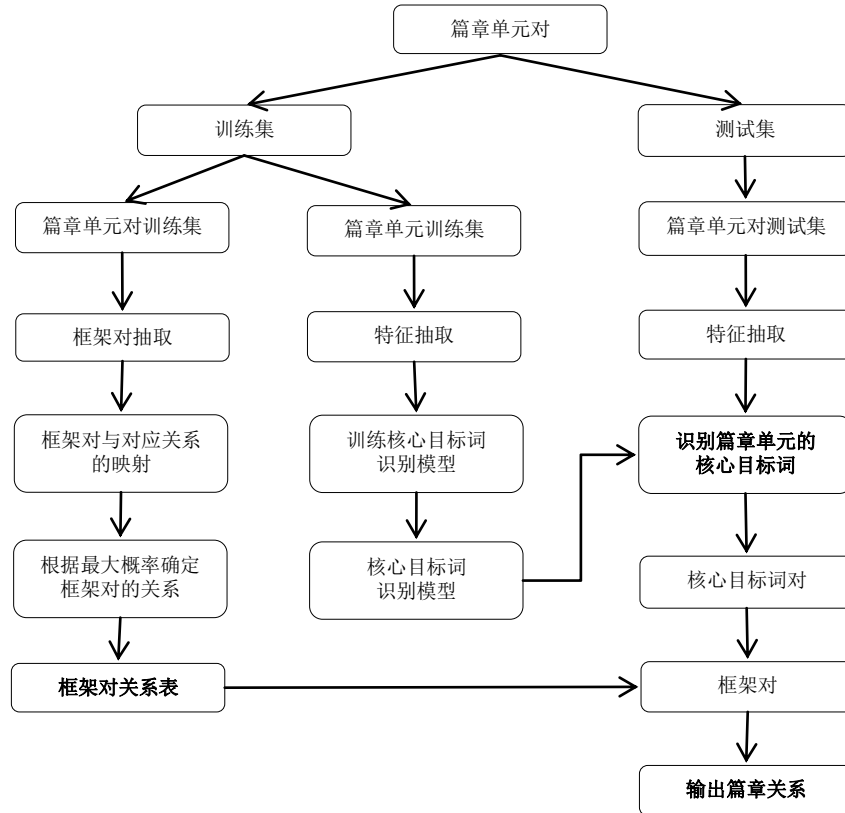 篇章单元对
训练集
测试集
篇章单元对训练集
篇章单元训练集
篇章单元对测试集
框架对抽取
特征抽取
特征抽取
框架对与对应关系
的映射
训练核心目标词
识别模型
识别篇章单元的
核心目标词
根据最大概率确定
框架对的关系
核心目标词
识别模型
核心目标词对
框架对关系表
框架对
输出篇章关系